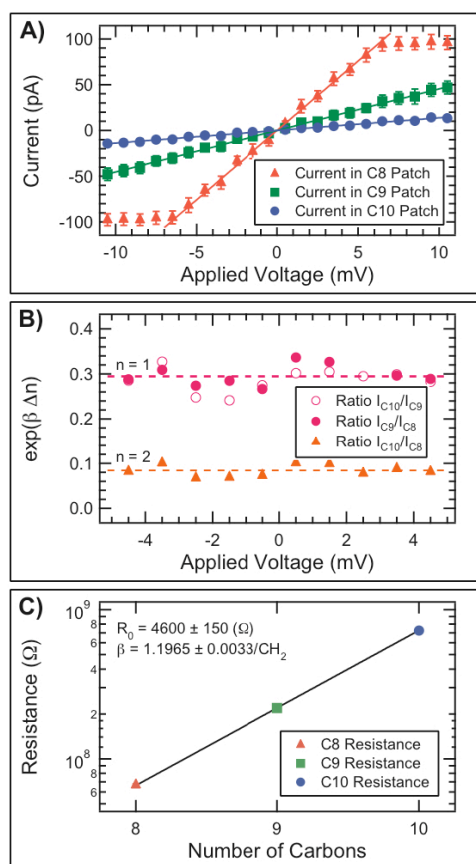 A)
100
50
0
-50
-100
Current (pA)
Current in C8 Patch
Current in C9 Patch
Current in C10 Patch
-10
-5
0
5
10
Applied Voltage (mV)
B)
0.4
0.3
0.2
0.1
0.0
exp(β Δn)
n = 1
n = 2
Ratio I_C10/I_C9
Ratio I_C9/I_C8
Ratio I_C10/I_C8
-4
-2
0
2
4
Applied Voltage (mV)
C)
10^9
8
6
4
2
10^8
8
6
Resistance (Ω)
R_0 = 4600 ± 150 (Ω)
β = 1.1965 ± 0.0033/CH_2
C8 Resistance
C9 Resistance
C10 Resistance
8
9
10
Number of Carbons